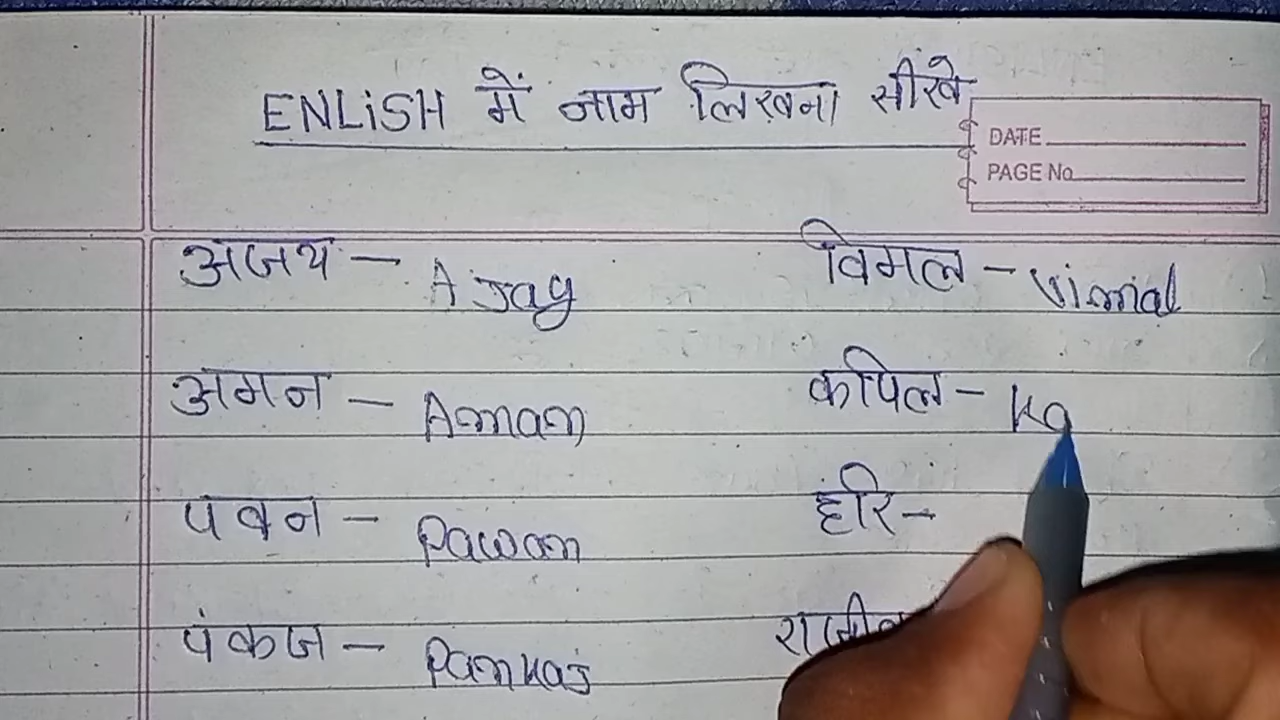 ENLiSH में नाम लिखना सीखे
DATE
PAGE No
अजय - Ajay
विमल - Vimal
अमन - Aman
कपिल - Ka
पवन - Pawan
हरि -
पंकज - Pankaj